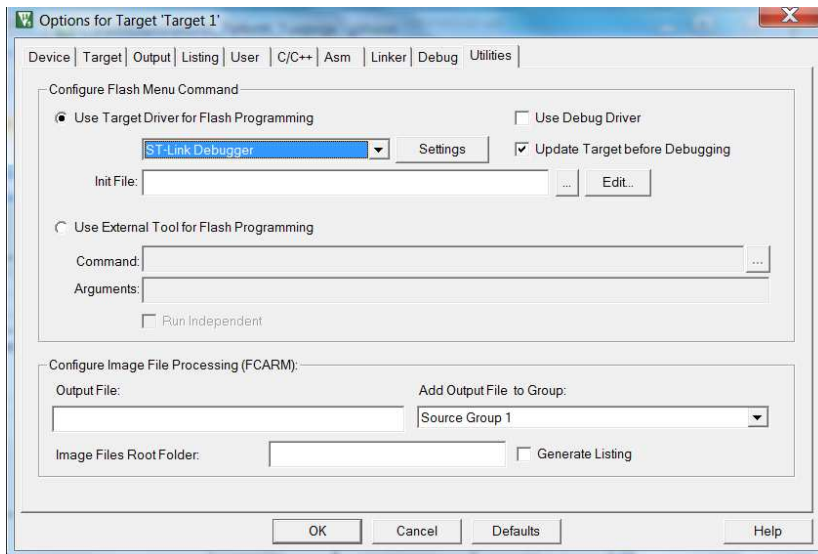 Options for Target 'Target 1'
Device Target Output Listing User C/C++ Asm Linker Debug Utilities
Configure Flash Menu Command
Use Target Driver for Flash Programming Use Debug Driver
ST-Link Debugger Settings Update Target before Debugging
Init File: ... Edit...
Use External Tool for Flash Programming
Command: ...
Arguments:
Run Independent
Configure Image File Processing (FCARM):
Output File: Add Output File to Group:
Source Group 1
Image Files Root Folder: Generate Listing
OK Cancel Defaults Help